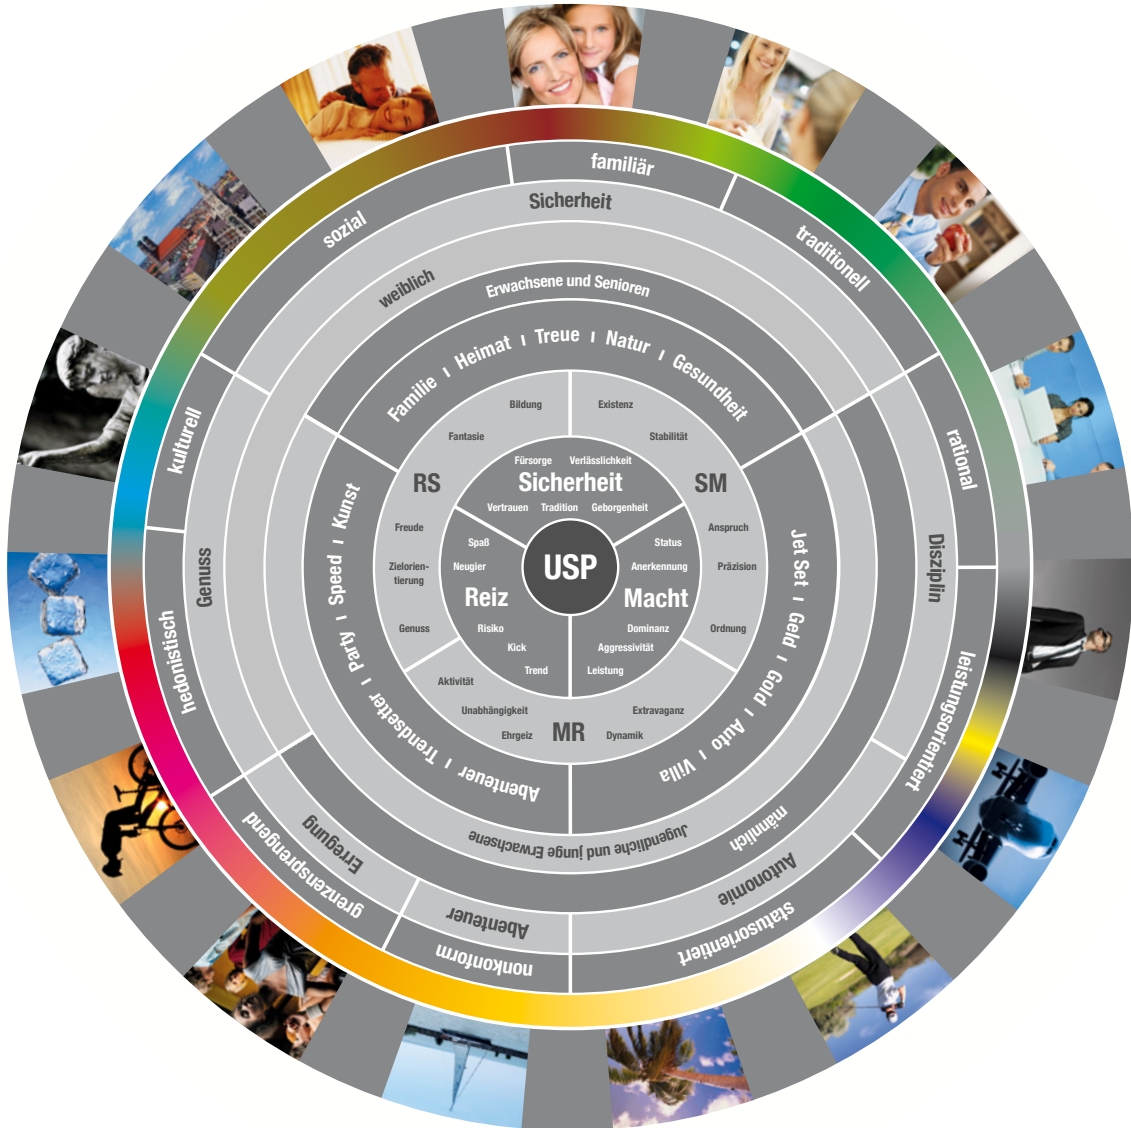 familiär
traditionell
rational
leistungsorientiert
statusorientiert
nonkonform
grenzensprengend
hedonistisch
kulturell
sozial
Sicherheit
Disziplin
Autonomie
Abenteuer
Erregung
Genuss
weiblich
männlich
Erwachsene und Senioren
Jugendliche und junge Erwachsene
Familie I Heimat I Treue I Natur I Gesundheit
Jet Set I Geld I Gold I Auto I Villa
Abenteuer I Trendsetter I Party I Speed I Kunst
Bildung
Existenz
Fantasie
Stabilität
RS
SM
Freude
Anspruch
Zielorien-
tierung
Präzision
Genuss
Ordnung
Aktivität
Unabhängigkeit
Extravaganz
Ehrgeiz
MR
Dynamik
Fürsorge Verlässlichkeit
Sicherheit
Vertrauen Tradition Geborgenheit
Spaß
Neugier
Reiz
Risiko
Kick
Trend
Status
Anerkennung
Macht
Dominanz
Aggressivität
Leistung
USP